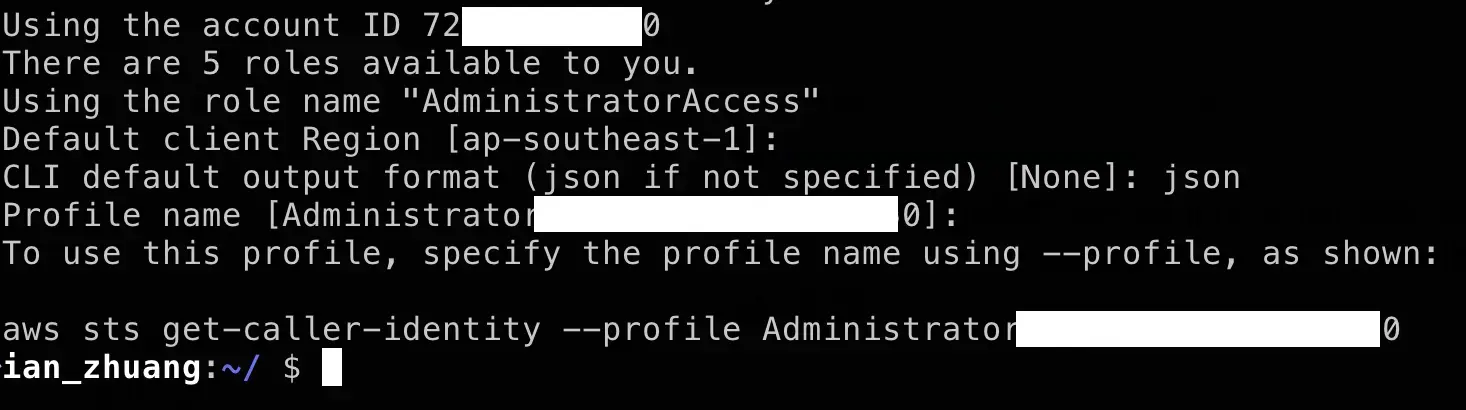 Using the account ID 72 0
There are 5 roles available to you.
Using the role name "AdministratorAccess"
Default client Region [ap-southeast-1]:
CLI default output format (json if not specified) [None]: json
Profile name [Administrator 0]:
To use this profile, specify the profile name using --profile, as shown:
aws sts get-caller-identity --profile Administrator 0
ian_zhuang:~/ $